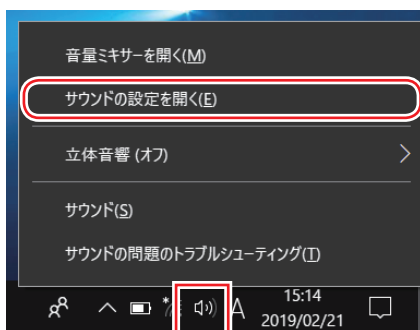 音量ミキサーを開く(M)
サウンドの設定を開く(E)
立体音響 (オフ)
サウンド(S)
サウンドの問題のトラブルシューティング(T)
A
15:14
2019/02/21